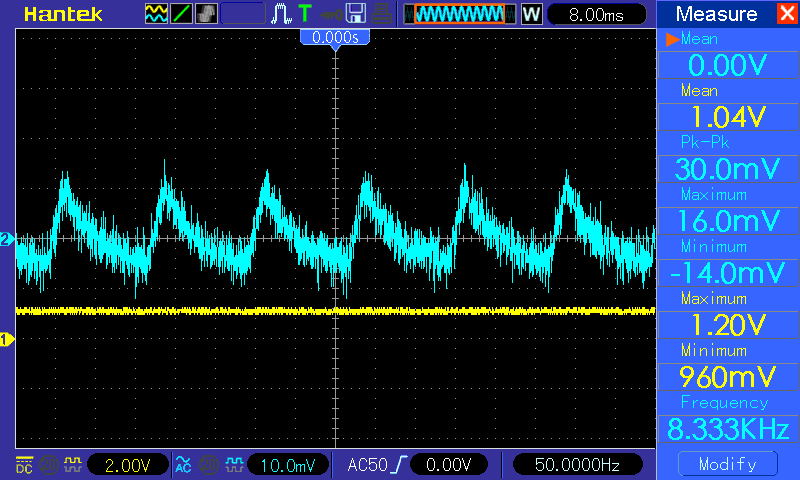 Hantek T W 8.00ms Measure
0.000s
Mean
0.00V
Mean
1.04V
Pk-Pk
30.0mV
Maximum
16.0mV
Minimum
-14.0mV
Maximum
1.20V
Minimum
960mV
Frequency
8.333KHz
Modify
2
1
DC 2.00V AC 10.0mV AC50 0.00V 50.0000Hz